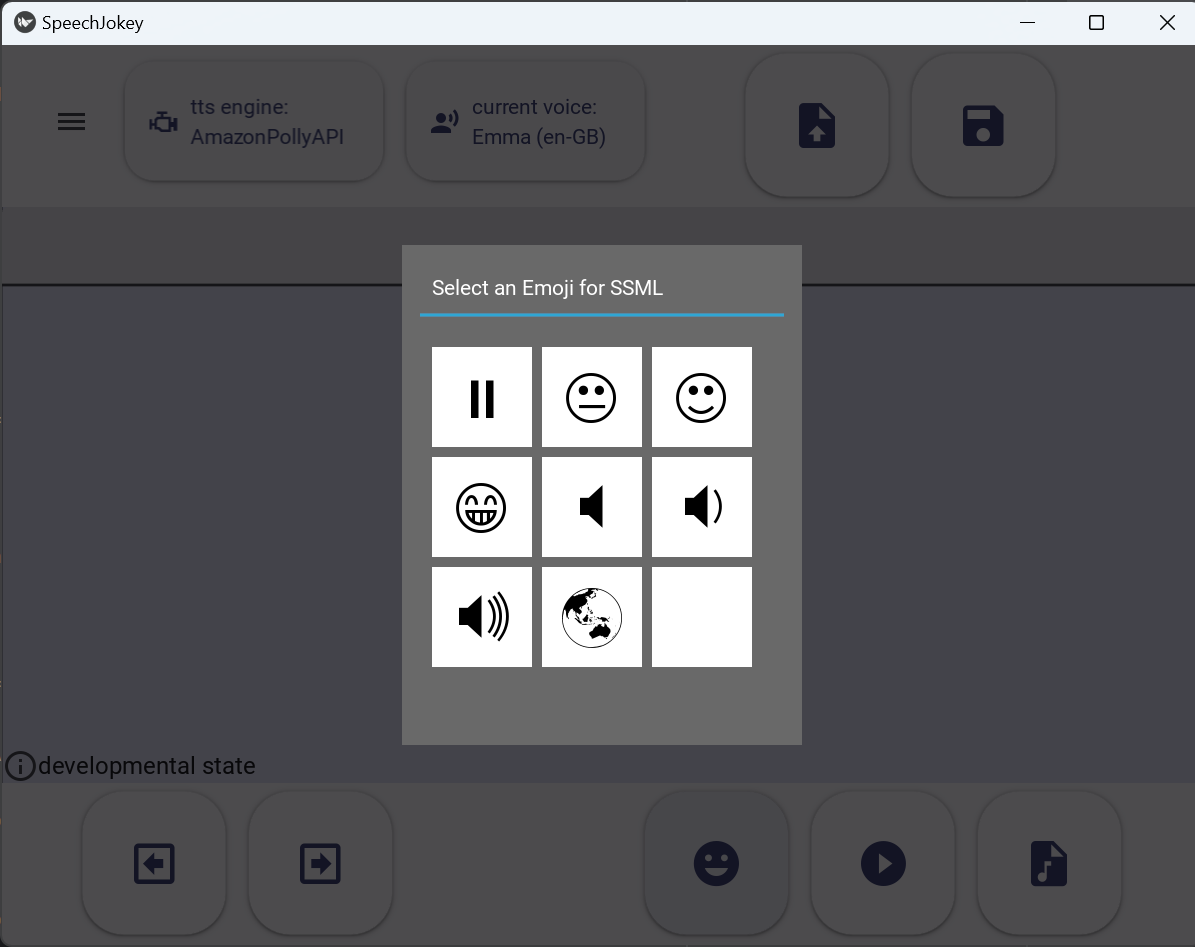 SpeechJokey
tts engine:
AmazonPollyAPI
current voice:
Emma (en-GB)
Select an Emoji for SSML
developmental state